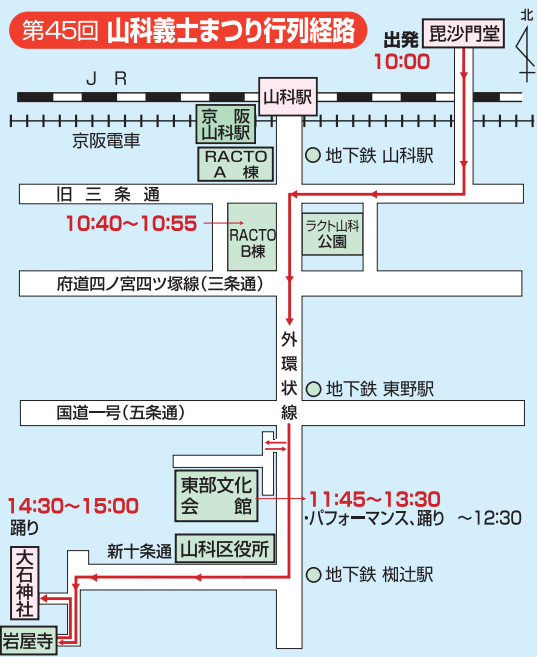 第45回 山科義士まつり行列経路
北
出発
10:00
毘沙門堂
J R
山科駅
京阪
山科駅
京阪電車
RACTO
A 棟
地下鉄 山科駅
旧三条通
10:40〜10:55
RACTO
B棟
ラクト山科
公園
府道四ノ宮四ツ塚線(三条通)
外環状線
地下鉄 東野駅
国道一号(五条通)
東部文化
会館
11:45〜13:30
・パフォーマンス、踊り 〜12:30
14:30〜15:00
踊り
新十条通
山科区役所
大石神社
地下鉄 椥辻駅
岩屋寺